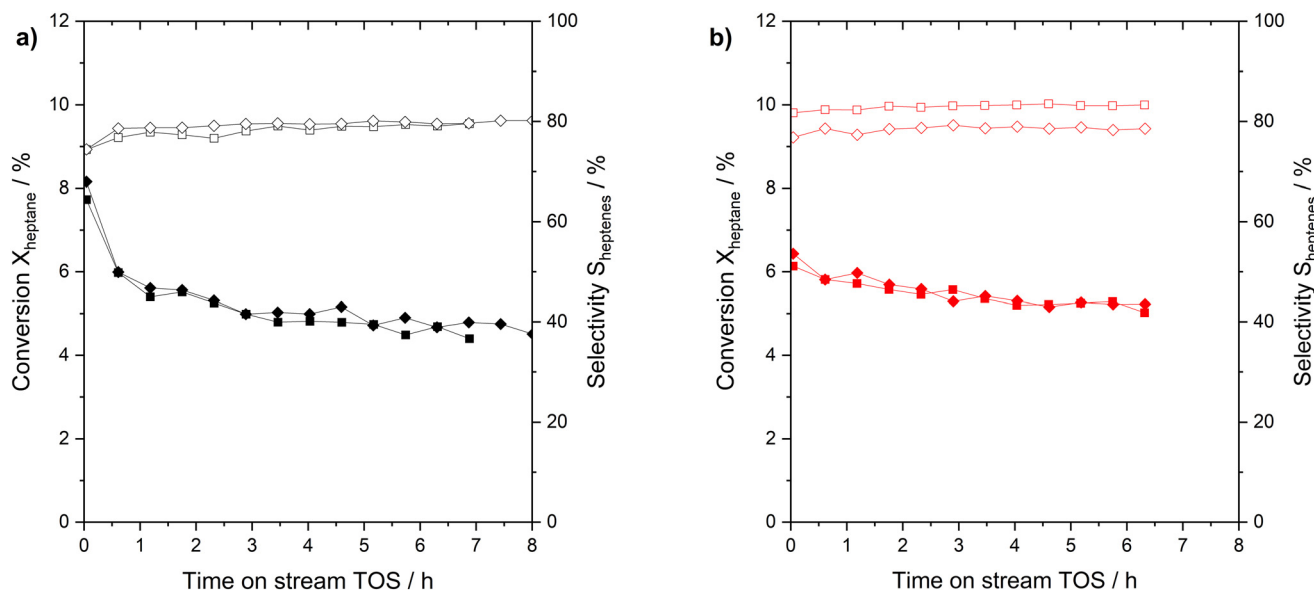 a)
12
10
8
6
4
2
0
Conversion X_heptane / %
100
80
60
40
20
0
Selectivity S_heptenes / %
0 1 2 3 4 5 6 7 8
Time on stream TOS / h
b)
12
10
8
6
4
2
0
Conversion X_heptane / %
100
80
60
40
20
0
Selectivity S_heptenes / %
0 1 2 3 4 5 6 7 8
Time on stream TOS / h